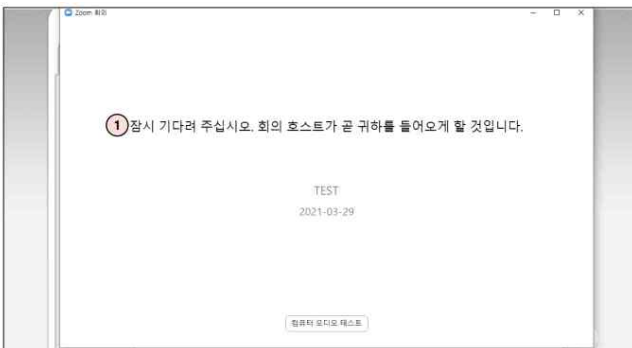 Zoom 회의
1 잠시 기다려 주십시오. 회의 호스트가 곧 귀하를 들어오게 할 것입니다.
TEST
2021-03-29
컴퓨터 오디오 테스트